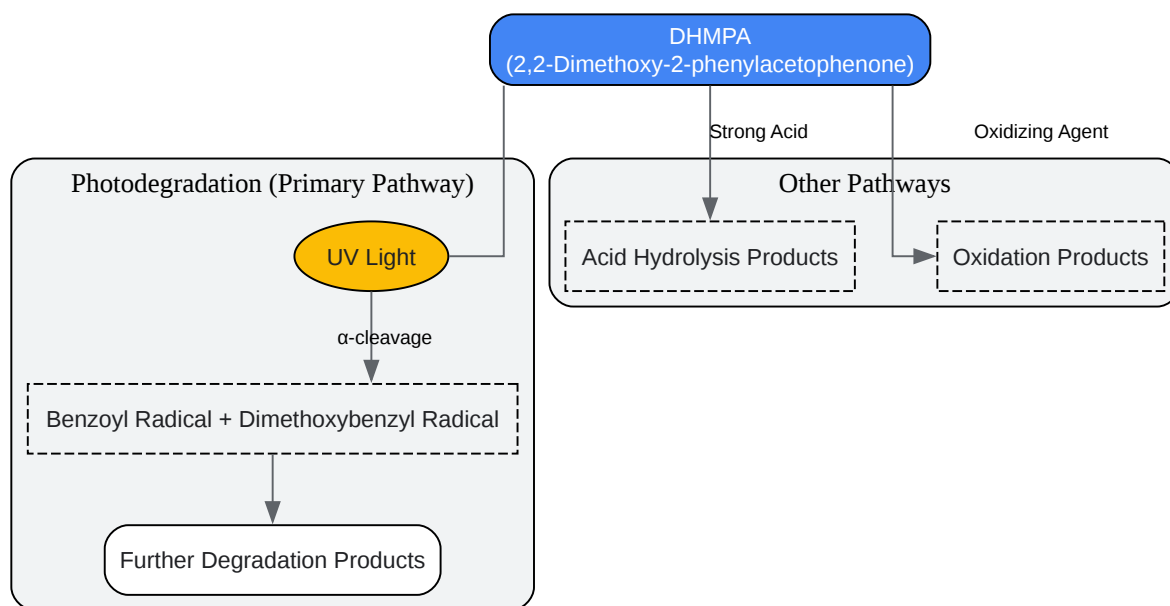 DHMPA
(2,2-Dimethoxy-2-phenylacetophenone)
Strong Acid
Oxidizing Agent
Photodegradation (Primary Pathway)
Other Pathways
UV Light
Acid Hydrolysis Products
Oxidation Products
α-cleavage
Benzoyl Radical + Dimethoxybenzyl Radical
Further Degradation Products